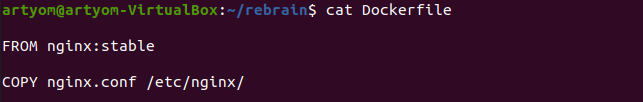 artyom@artyom-VirtualBox:~/rebrain$ cat Dockerfile
FROM nginx:stable
COPY nginx.conf /etc/nginx/